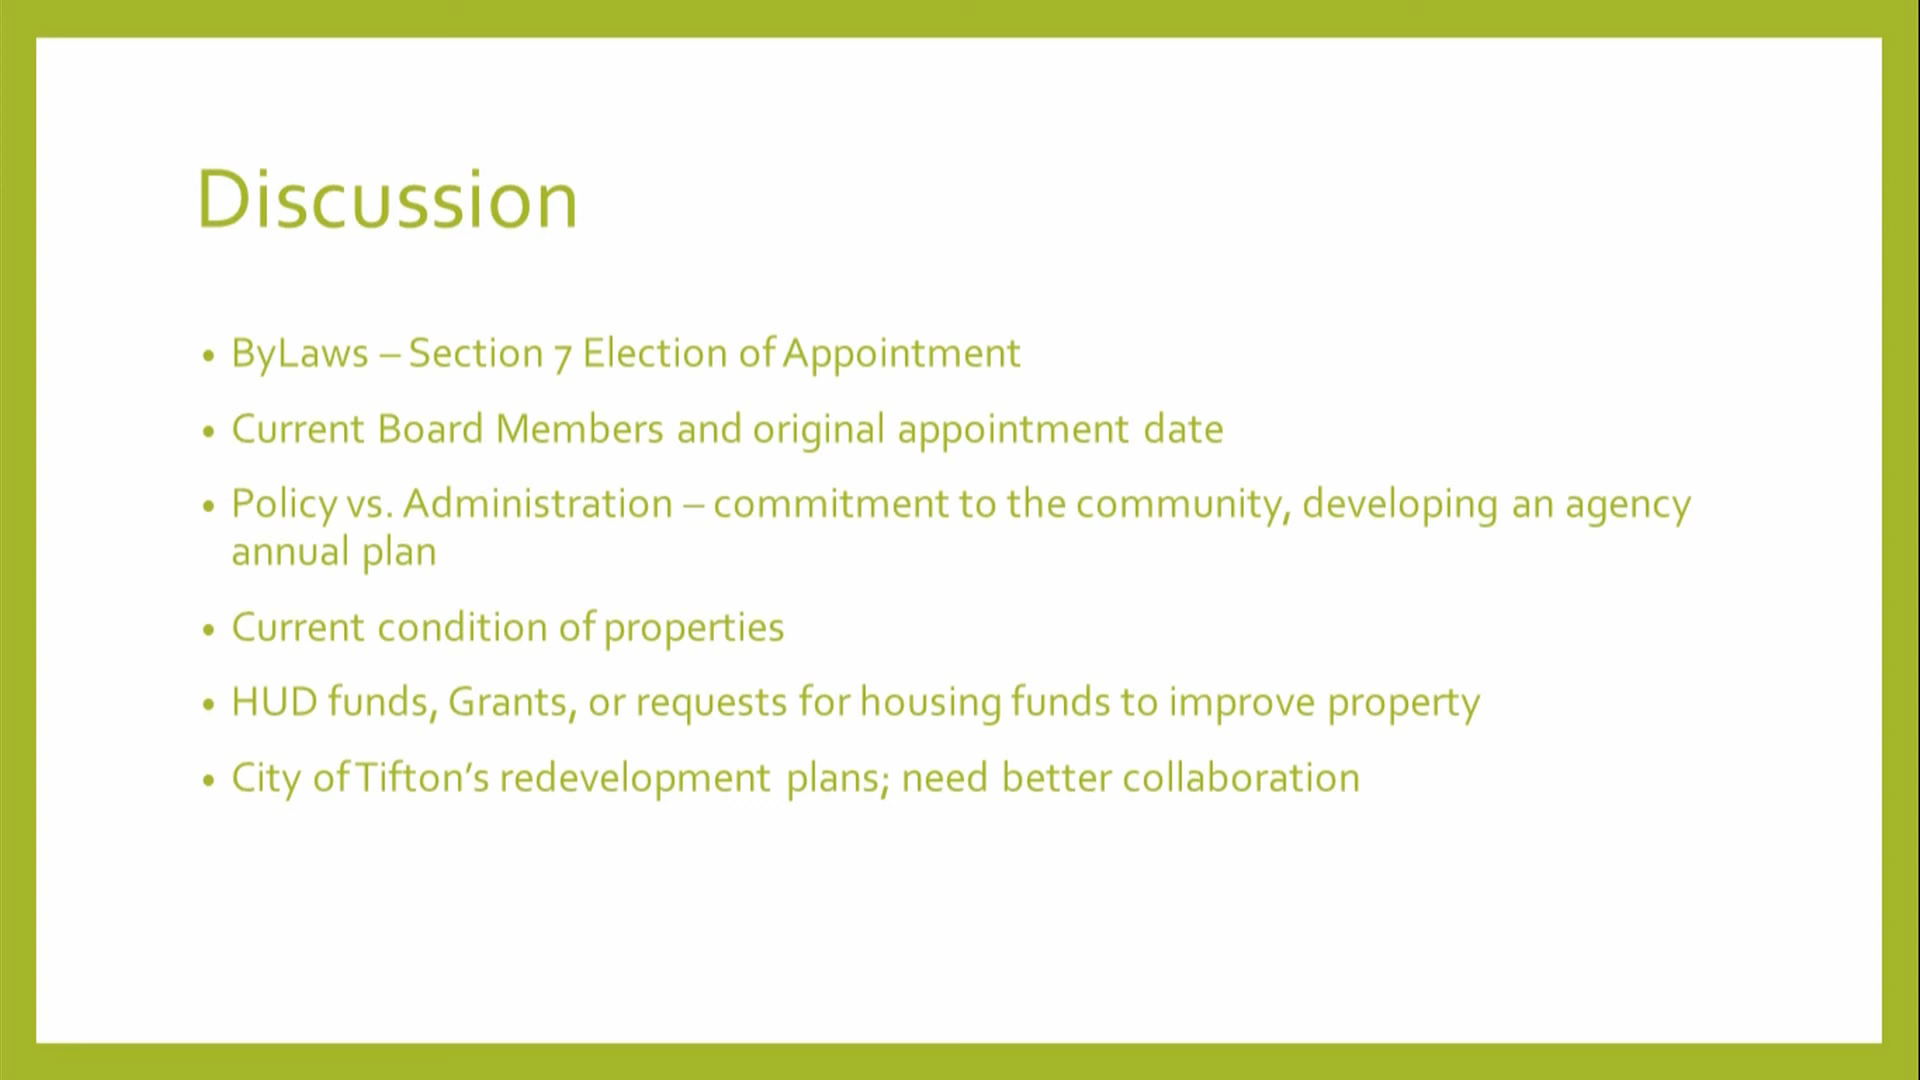 Discussion
• ByLaws – Section 7 Election of Appointment
• Current Board Members and original appointment date
• Policy vs. Administration – commitment to the community, developing an agency
annual plan
• Current condition of properties
• HUD funds, Grants, or requests for housing funds to improve property
• City of Tifton’s redevelopment plans; need better collaboration